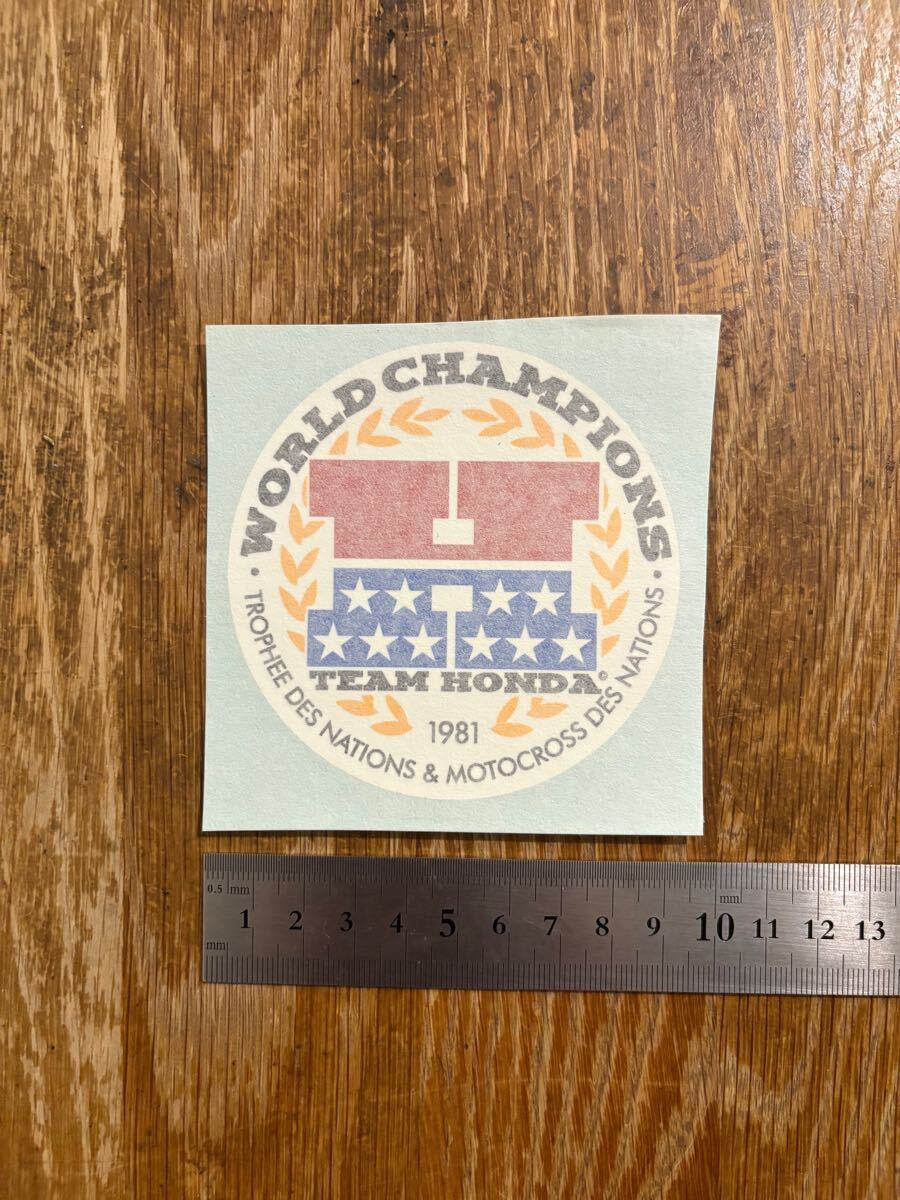 WORLD CHAMPIONS
TEAM HONDA©
1981
• TROPHEE DES NATIONS & MOTOCROSS DES NATIONS •
0.5 mm
mm
1 2 3 4 5 6 7 8 9 10 11 12 13
mm